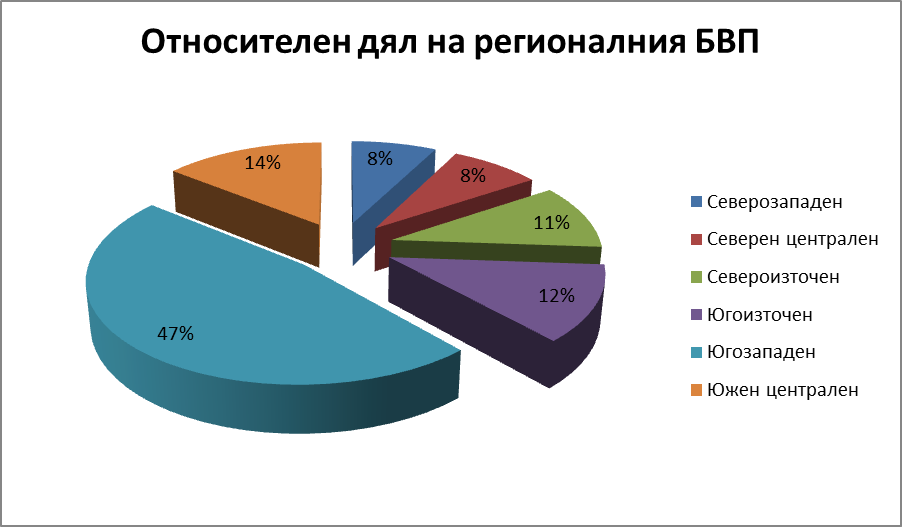 Относителен дял на регионалния БВП
8%
8%
11%
12%
47%
14%
Северозападен
Северен централен
Североизточен
Югоизточен
Югозападен
Южен централен